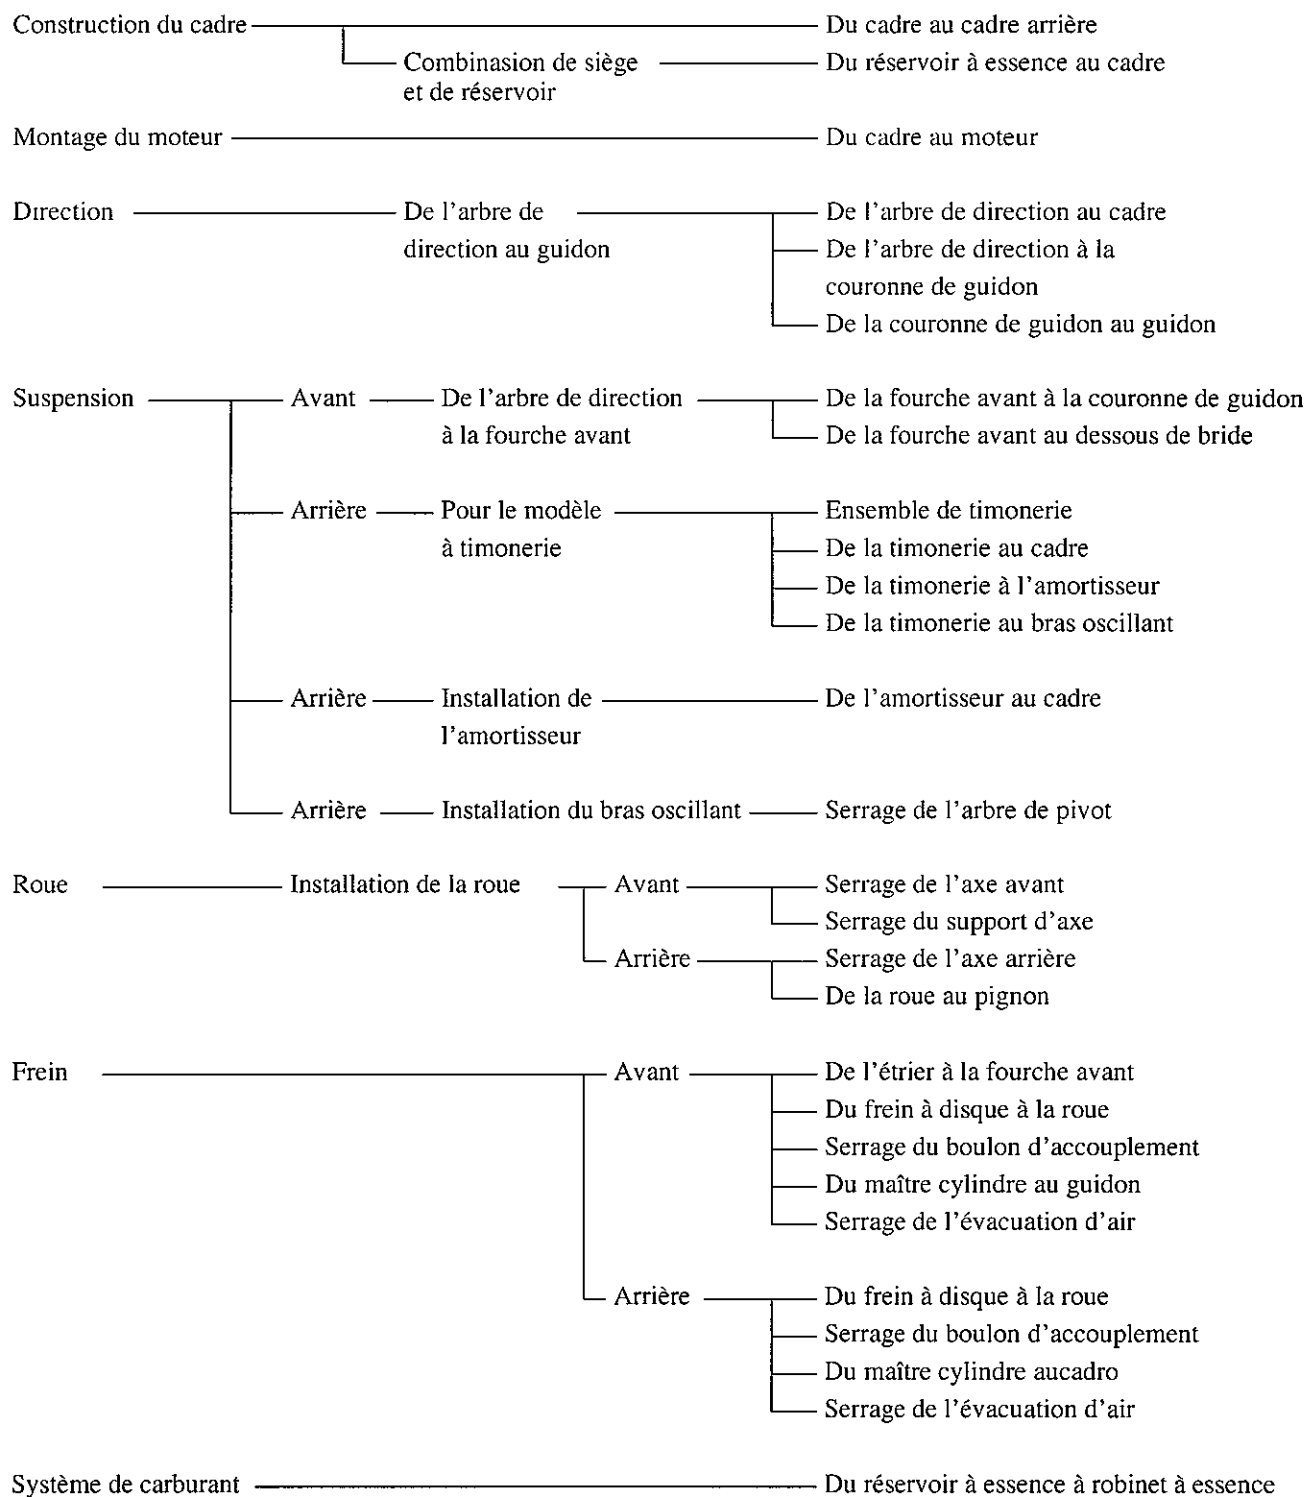 Construction du cadre Du cadre au cadre arrière
Combinasion de siège Du réservoir à essence au cadre
et de réservoir
Montage du moteur Du cadre au moteur
Direction De l'arbre de De l'arbre de direction au cadre
direction au guidon De l'arbre de direction à la
couronne de guidon
De la couronne de guidon au guidon
Suspension Avant De l'arbre de direction De la fourche avant à la couronne de guidon
à la fourche avant De la fourche avant au dessous de bride
Arrière Pour le modèle Ensemble de timonerie
à timonerie De la timonerie au cadre
De la timonerie à l'amortisseur
De la timonerie au bras oscillant
Arrière Installation de De l'amortisseur au cadre
l'amortisseur
Arrière Installation du bras oscillant Serrage de l'arbre de pivot
Roue Installation de la roue Avant Serrage de l'axe avant
Serrage du support d'axe
Arrière Serrage de l'axe arrière
De la roue au pignon
Frein Avant De l'étrier à la fourche avant
Du frein à disque à la roue
Serrage du boulon d'accouplement
Du maître cylindre au guidon
Serrage de l'évacuation d'air
Arrière Du frein à disque à la roue
Serrage du boulon d'accouplement
Du maître cylindre aucadro
Serrage de l'évacuation d'air
Système de carburant Du réservoir à essence à robinet à essence